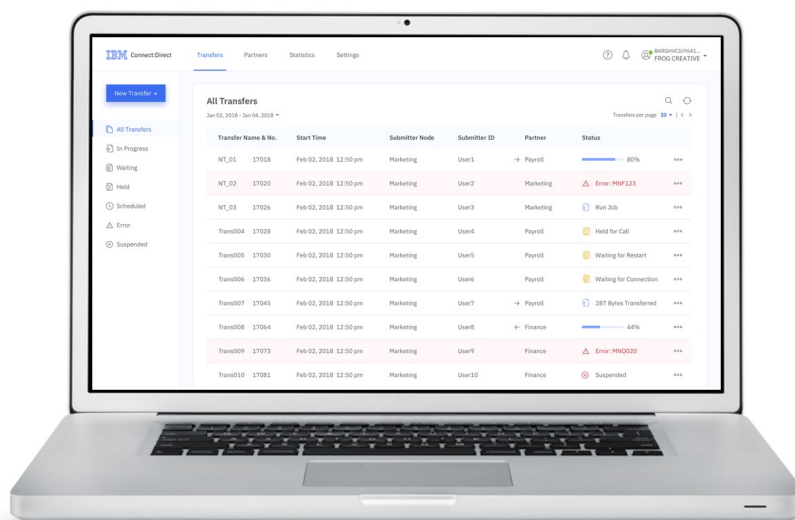 IBM Connect:Direct Transfers Partners Statistics Settings
BARGHVCIUY641...
FROG CREATIVE
New Transfer
All Transfers
In Progress
Waiting
Held
Scheduled
Error
Suspended
All Transfers
Jan 02, 2018 - Jan 04, 2018
Transfers per page 20 | < >
Transfer Name & No. Start Time Submitter Node Submitter ID Partner Status
NT_01 17018 Feb 02, 2018 12:50 pm Marketing User1 → Payroll 80%
NT_02 17020 Feb 02, 2018 12:50 pm Marketing User2 Marketing Error: MNF123
NT_03 17026 Feb 02, 2018 12:50 pm Marketing User3 Marketing Run Job
Trans004 17028 Feb 02, 2018 12:50 pm Marketing User4 Payroll Held for Call
Trans005 17030 Feb 02, 2018 12:50 pm Marketing User5 Payroll Waiting for Restart
Trans006 17036 Feb 02, 2018 12:50 pm Marketing User6 Payroll Waiting for Connection
Trans007 17045 Feb 02, 2018 12:50 pm Marketing User7 → Payroll 287 Bytes Transferred
Trans008 17064 Feb 02, 2018 12:50 pm Marketing User8 ← Finance 44%
Trans009 17073 Feb 02, 2018 12:50 pm Marketing User9 Finance Error: MNQ020
Trans010 17081 Feb 02, 2018 12:50 pm Marketing User10 Finance Suspended